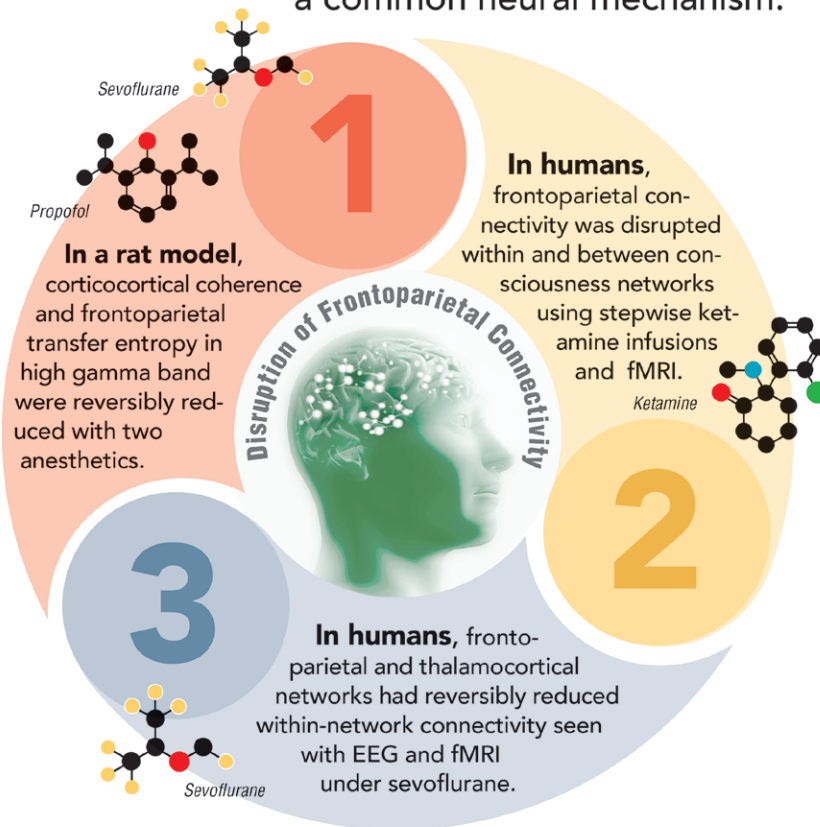 a common neural mechanism.
Sevoflurane
Propofol
1
In a rat model,
corticocortical coherence
and frontoparietal
transfer entropy in
high gamma band
were reversibly red-
uced with two
anesthetics.
In humans,
frontoparietal con-
nectivity was disrupted
within and between con-
sciousness networks
using stepwise ket-
amine infusions
and fMRI.
Ketamine
2
Disruption of Frontoparietal Connectivity
3
In humans, fronto-
parietal and thalamocortical
networks had reversibly reduced
within-network connectivity seen
with EEG and fMRI
under sevoflurane.
Sevoflurane